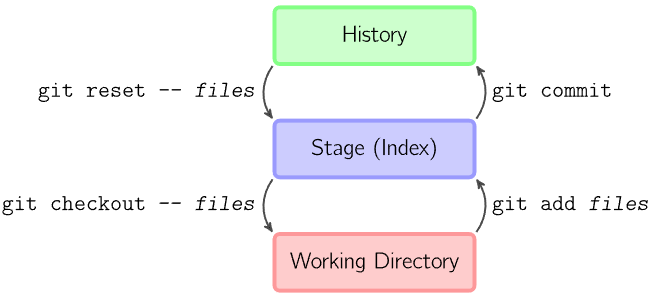 History
git reset -- files
git commit
Stage (Index)
git checkout -- files
git add files
Working Directory